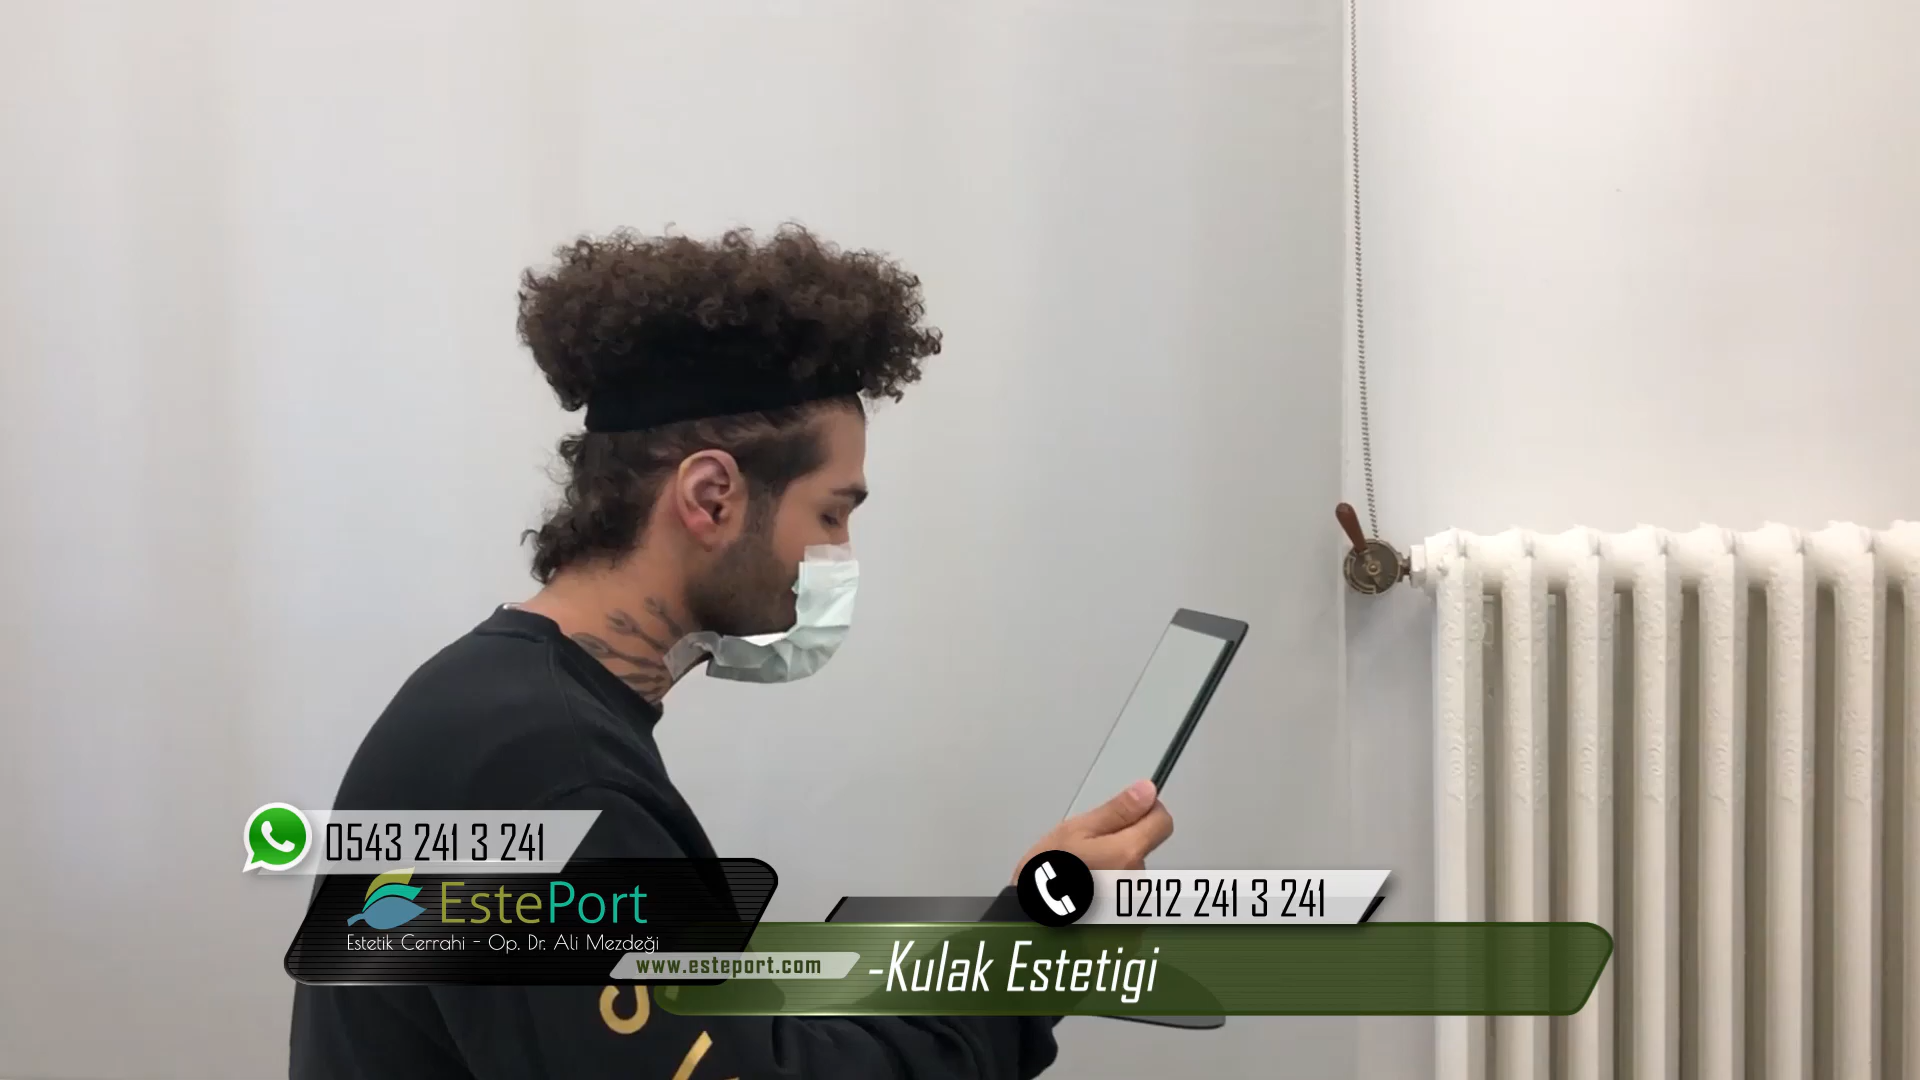 0543 241 3 241
EstePort
Estetik Cerrahi - Op. Dr. Ali Mezdeği
www.esteport.com
0212 241 3 241
-Kulak Estetigi